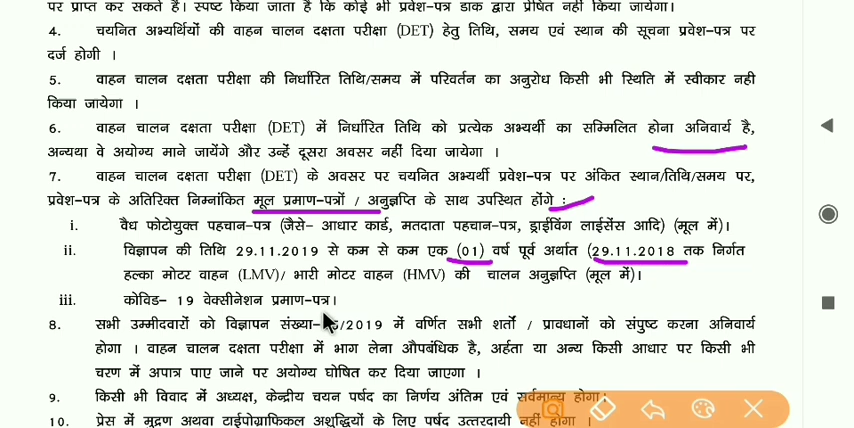 पर प्राप्त कर सकते हैं। स्पष्ट किया जाता है कि कोई भी प्रवेश-पत्र डाक द्वारा प्रेषित नहीं किया जायेगा।
4. चयनित अभ्यर्थियों की वाहन चालन दक्षता परीक्षा (DET) हेतु तिथि, समय एवं स्थान की सूचना प्रवेश-पत्र पर
दर्ज होगी ।
5. वाहन चालन दक्षता परीक्षा की निर्धारित तिथि/समय में परिवर्तन का अनुरोध किसी भी स्थिति में स्वीकार नही
किया जायेगा ।
6. वाहन चालन दक्षता परीक्षा (DET) में निर्धारित तिथि को प्रत्येक अभ्यर्थी का सम्मिलित होना अनिवार्य है,
अन्यथा वे अयोग्य माने जायेंगे और उन्हें दूसरा अवसर नहीं दिया जायेगा ।
7. वाहन चालन दक्षता परीक्षा (DET) के अवसर पर चयनित अभ्यर्थी प्रवेश-पत्र पर अंकित स्थान/तिथि/समय पर,
प्रवेश-पत्र के अतिरिक्त निम्नांकित मूल प्रमाण-पत्रों / अनुज्ञप्ति के साथ उपस्थित होंगे :
i. वैध फोटोयुक्त पहचान-पत्र (जैसे- आधार कार्ड, मतदाता पहचान-पत्र, ड्राईविंग लाईसेंस आदि) (मूल में)।
ii. विज्ञापन की तिथि 29.11.2019 से कम से कम एक (01) वर्ष पूर्व अर्थात (29.11.2018 तक निर्गत
हल्का मोटर वाहन (LMV)/ भारी मोटर वाहन (HMV) की चालन अनुज्ञप्ति (मूल में)।
iii. कोविड- 19 वेक्सीनेशन प्रमाण-पत्र।
8. सभी उम्मीदवारों को विज्ञापन संख्या- 5/2019 में वर्णित सभी शर्तों / प्रावधानों को संपुष्ट करना अनिवार्य
होगा । वाहन चालन दक्षता परीक्षा में भाग लेना औपबंधिक है, अर्हता या अन्य किसी आधार पर किसी भी
चरण में अपात्र पाए जाने पर अयोग्य घोषित कर दिया जाएगा ।
9. किसी भी विवाद में अध्यक्ष, केन्द्रीय चयन पर्षद का निर्णय अंतिम एवं सर्वमान्य होगा।
10. प्रेस में मुद्रण अथवा टाईपोग्राफिकल अशुद्धियों के लिए पर्षद उत्तरदायी नहीं होगा ।